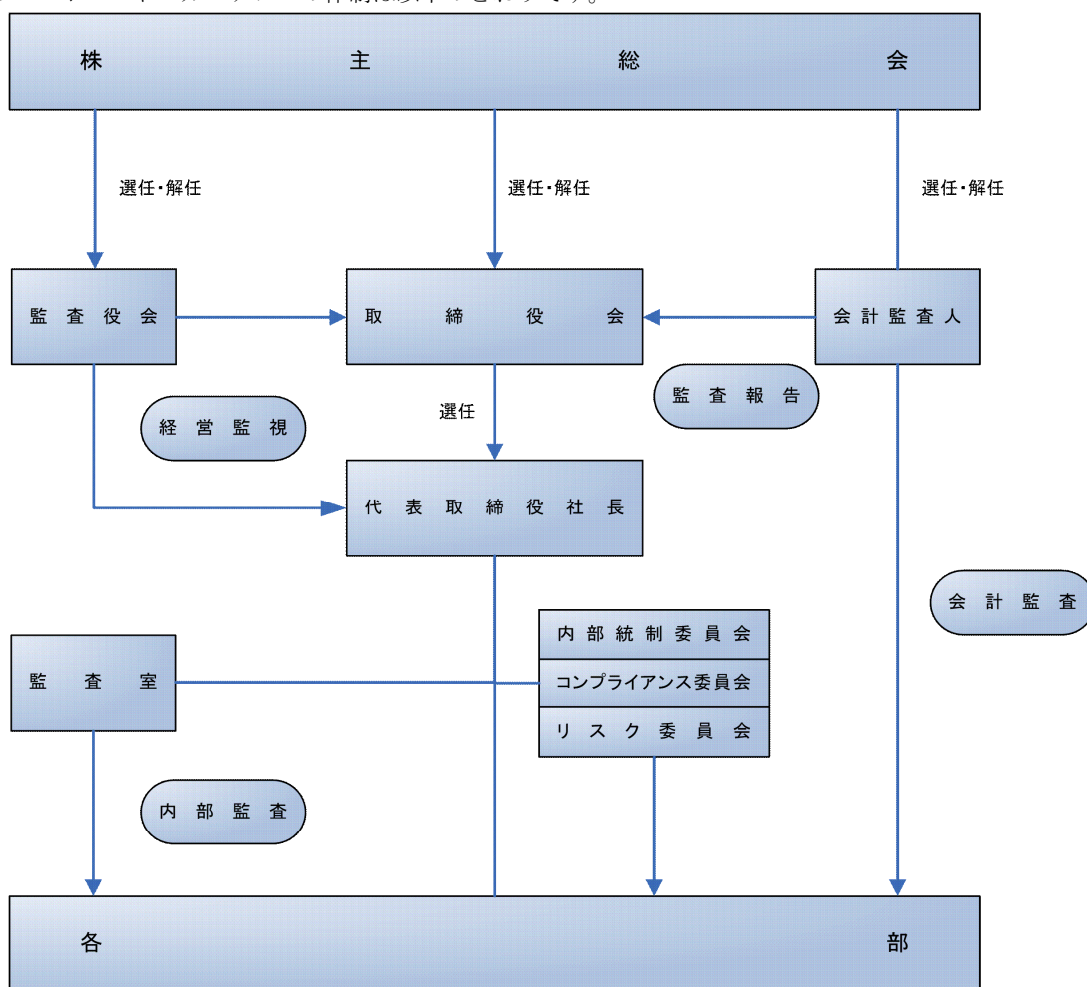 株主総会
選任・解任
選任・解任
選任・解任
監査役会
取締役会
会計監査人
監査報告
経営監視
選任
代表取締役社長
会計監査
内部統制委員会
監査室
コンプライアンス委員会
リスク委員会
内部監査
各部